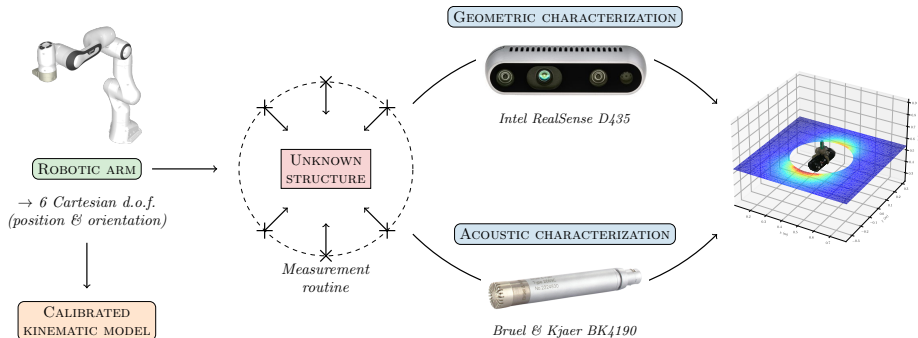 GEOMETRIC CHARACTERIZATION
Intel RealSense D435
ROBOTIC ARM
→ 6 Cartesian d.o.f.
(position & orientation)
CALIBRATED
KINEMATIC MODEL
UNKNOWN
STRUCTURE
Measurement
routine
ACOUSTIC CHARACTERIZATION
Bruel & Kjaer BK4190